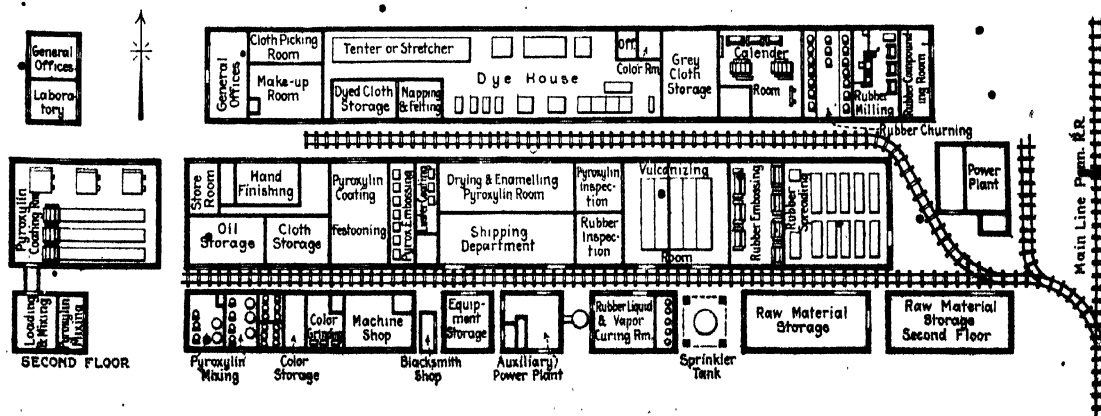 General
Offices
Labora-
tory
General
Offices
Cloth Picking
Room
Make-up
Room
Tenter or Stretcher
Dye House
Dyed Cloth
Storage
Napping
& Felting
Off.
Color Rm.
Grey
Cloth
Storage
Calender
Room
Rubber
Milling
Rubber Compound-
ing Room
Rubber Churning
Pyroxylin
Coating Rm.
Store
Room
Hand
Finishing
Oil
Storage
Cloth
Storage
Pyroxylin
Coating
Festooning
Pyrox. Embossing
Drying & Enamelling
Pyroxylin Room
Shipping
Department
Pyroxylin
Inspec-
tion
Rubber
Inspec-
tion
Vulcanizing
Room
Rubber Embossing
Rubber
Spreading
Power
Plant
Main Line Penn. R.R.
Loading
& Mixing
Pyroxylin
Mixing
SECOND FLOOR
Pyroxylin
Mixing
Color
Storage
Color
Grinding
Machine
Shop
Blacksmith
Shop
Equip-
ment
Storage
Auxiliary
Power Plant
Rubber Liquid
& Vapor
Curing Rm.
Sprinkler
Tank
Raw Material
Storage
Raw Material
Storage
Second Floor